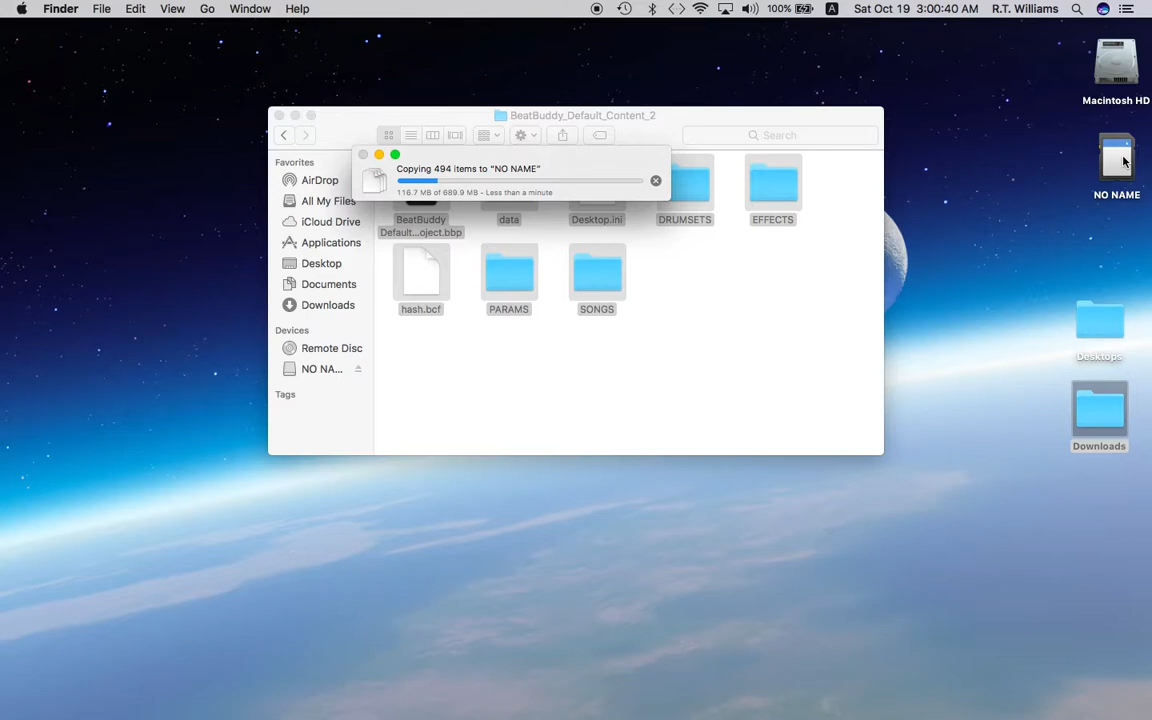 Finder File Edit View Go Window Help 100% A Sat Oct 19 3:00:40 AM R.T. Williams
Macintosh HD
NO NAME
Desktops
Downloads
BeatBuddy_Default_Content_2
Search
Copying 494 items to "NO NAME"
116.7 MB of 689.9 MB - Less than a minute
Favorites
AirDrop
All My Files
iCloud Drive
Applications
Desktop
Documents
Downloads
Devices
Remote Disc
NO NA...
Tags
BeatBuddy
Default...oject.bbp
data
Desktop.ini
DRUMSETS
EFFECTS
hash.bcf
PARAMS
SONGS